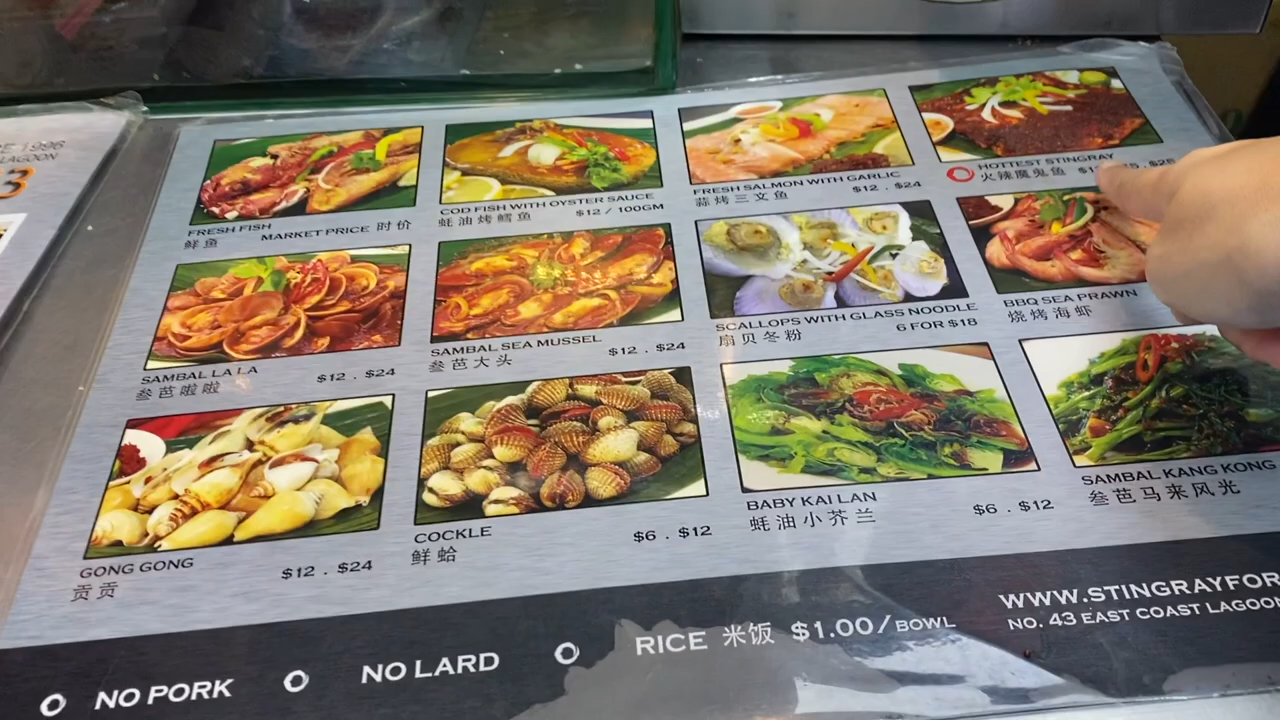 CE 1996
LAGOON
3
FRESH FISH
鲜鱼 MARKET PRICE 时价
COD FISH WITH OYSTER SAUCE
蚝油烤鳕鱼 $12 / 100GM
FRESH SALMON WITH GARLIC
蒜烤三文鱼 $12 . $24
HOTTEST STINGRAY
火辣魔鬼鱼
SAMBAL LA LA
叁芭啦啦 $12 . $24
SAMBAL SEA MUSSEL
叁芭大头 $12 . $24
SCALLOPS WITH GLASS NOODLE
扇贝冬粉 6 FOR $18
BBQ SEA PRAWN
烧烤海虾
GONG GONG
贡贡 $12 . $24
COCKLE
鲜蛤 $6 . $12
BABY KAI LAN
蚝油小芥兰 $6 . $12
SAMBAL KANG KONG
叁芭马来风光
NO PORK NO LARD RICE 米饭 $1.00/BOWL
WWW.STINGRAYFOR
NO. 43 EAST COAST LAGOON